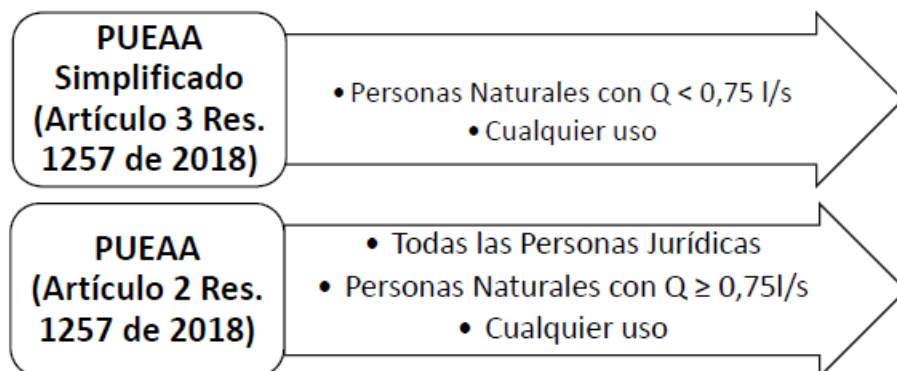 PUEAA
Simplificado
(Artículo 3 Res.
1257 de 2018)
• Personas Naturales con Q < 0,75 l/s
• Cualquier uso
PUEAA
(Artículo 2 Res.
1257 de 2018)
• Todas las Personas Jurídicas
• Personas Naturales con Q ≥ 0,75l/s
• Cualquier uso